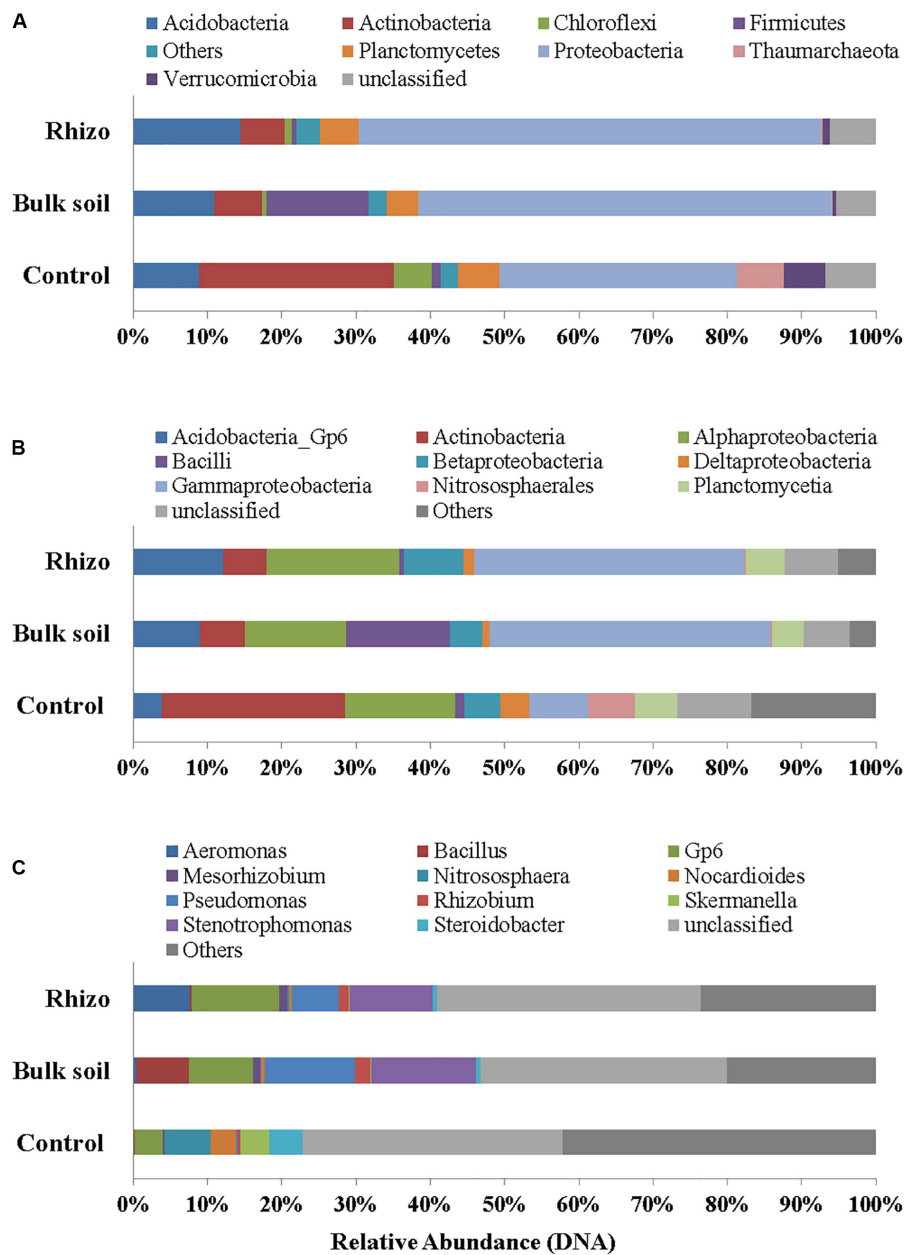 A
Acidobacteria Actinobacteria Chloroflexi Firmicutes
Others Planctomycetes Proteobacteria Thaumarchaeota
Verrucomicrobia unclassified
Rhizo
Bulk soil
Control
0% 10% 20% 30% 40% 50% 60% 70% 80% 90% 100%
B
Acidobacteria_Gp6 Actinobacteria Alphaproteobacteria
Bacilli Betaproteobacteria Deltaproteobacteria
Gammaproteobacteria Nitrososphaerales Planctomycetia
unclassified Others
Rhizo
Bulk soil
Control
0% 10% 20% 30% 40% 50% 60% 70% 80% 90% 100%
C
Aeromonas Bacillus Gp6
Mesorhizobium Nitrososphaera Nocardioides
Pseudomonas Rhizobium Skermanella
Stenotrophomonas Steroidobacter unclassified
Others
Rhizo
Bulk soil
Control
0% 10% 20% 30% 40% 50% 60% 70% 80% 90% 100%
Relative Abundance (DNA)